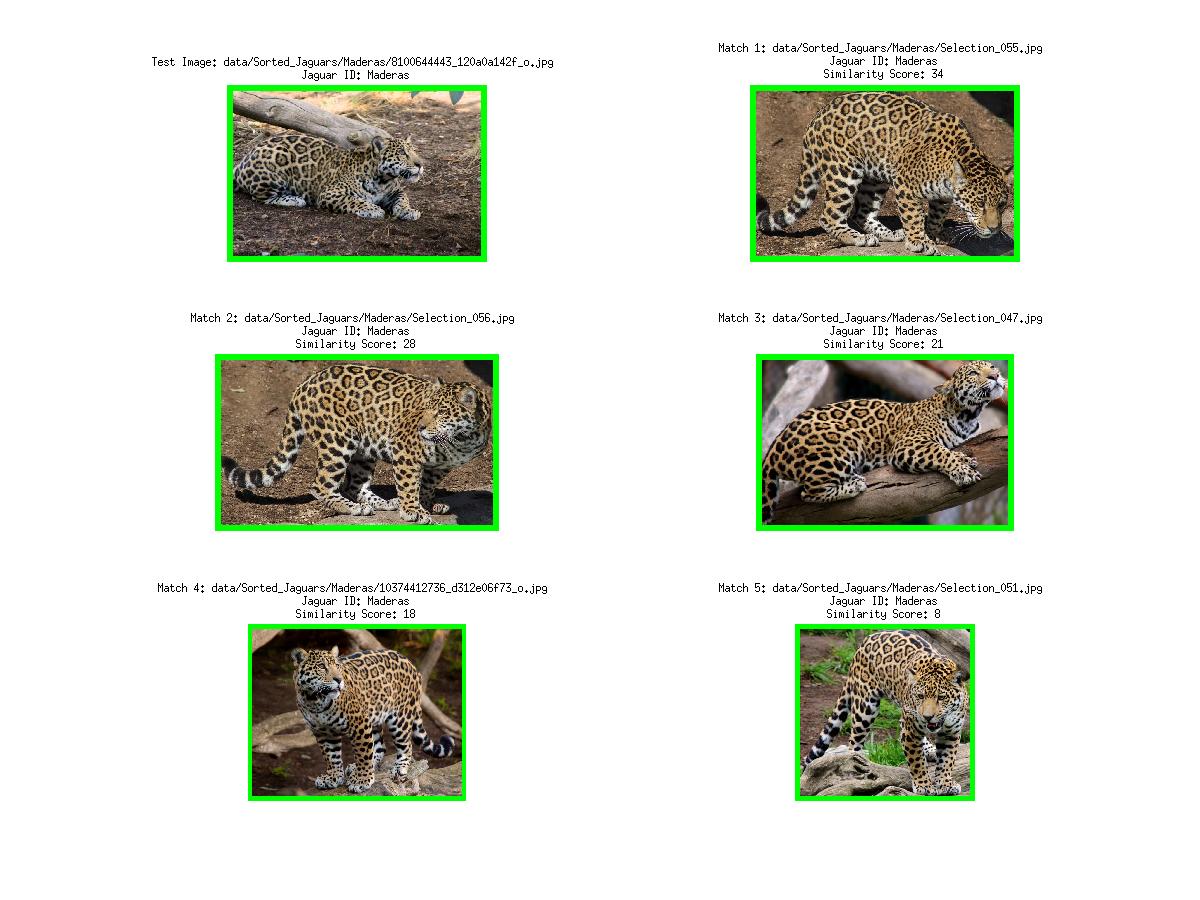 Test Image: data/Sorted_Jaguars/Maderas/8100644443_120a0a142f_o.jpg
Jaguar ID: Maderas
Match 1: data/Sorted_Jaguars/Maderas/Selection_055.jpg
Jaguar ID: Maderas
Similarity Score: 34
Match 2: data/Sorted_Jaguars/Maderas/Selection_056.jpg
Jaguar ID: Maderas
Similarity Score: 28
Match 3: data/Sorted_Jaguars/Maderas/Selection_047.jpg
Jaguar ID: Maderas
Similarity Score: 21
Match 4: data/Sorted_Jaguars/Maderas/10374412736_d312e06f73_o.jpg
Jaguar ID: Maderas
Similarity Score: 18
Match 5: data/Sorted_Jaguars/Maderas/Selection_051.jpg
Jaguar ID: Maderas
Similarity Score: 8